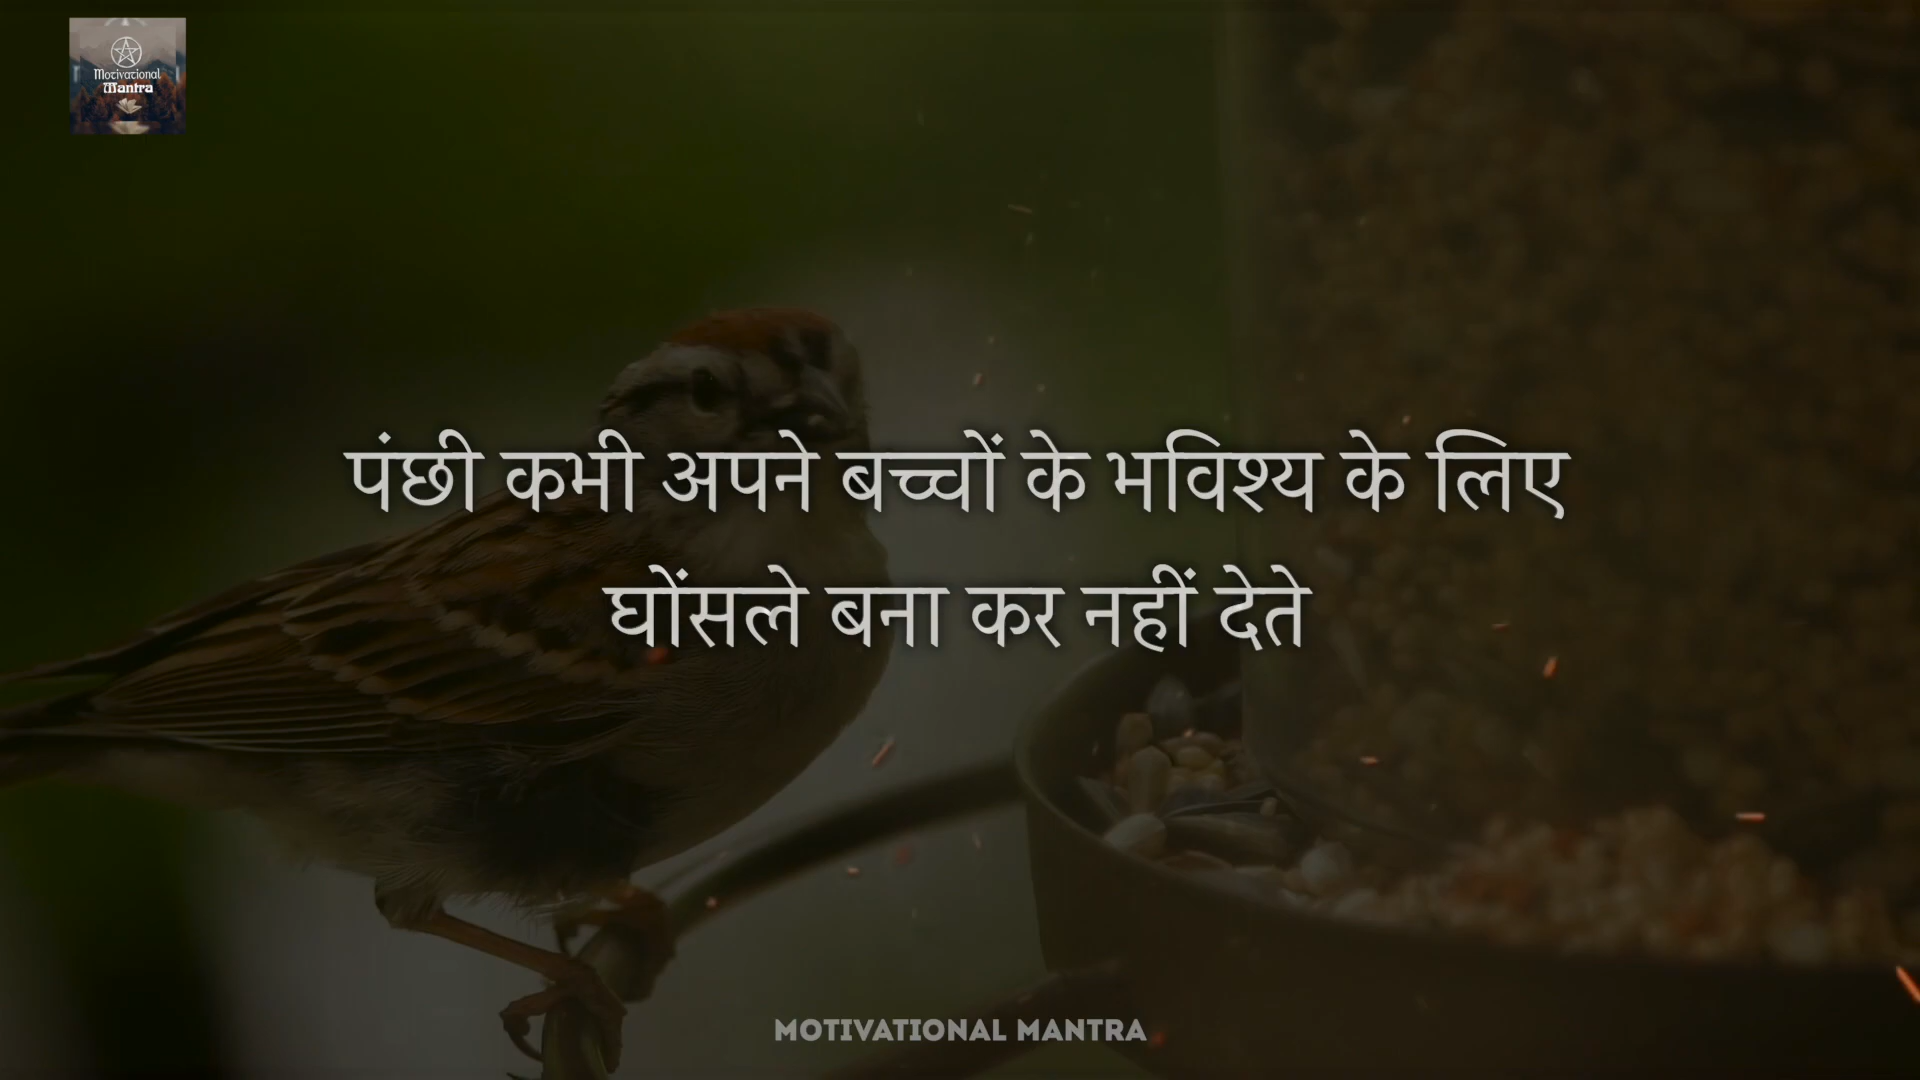 Motivational
Mantra
पंछी कभी अपने बच्चों के भविश्य के लिए
घोंसले बना कर नहीं देते
MOTIVATIONAL MANTRA